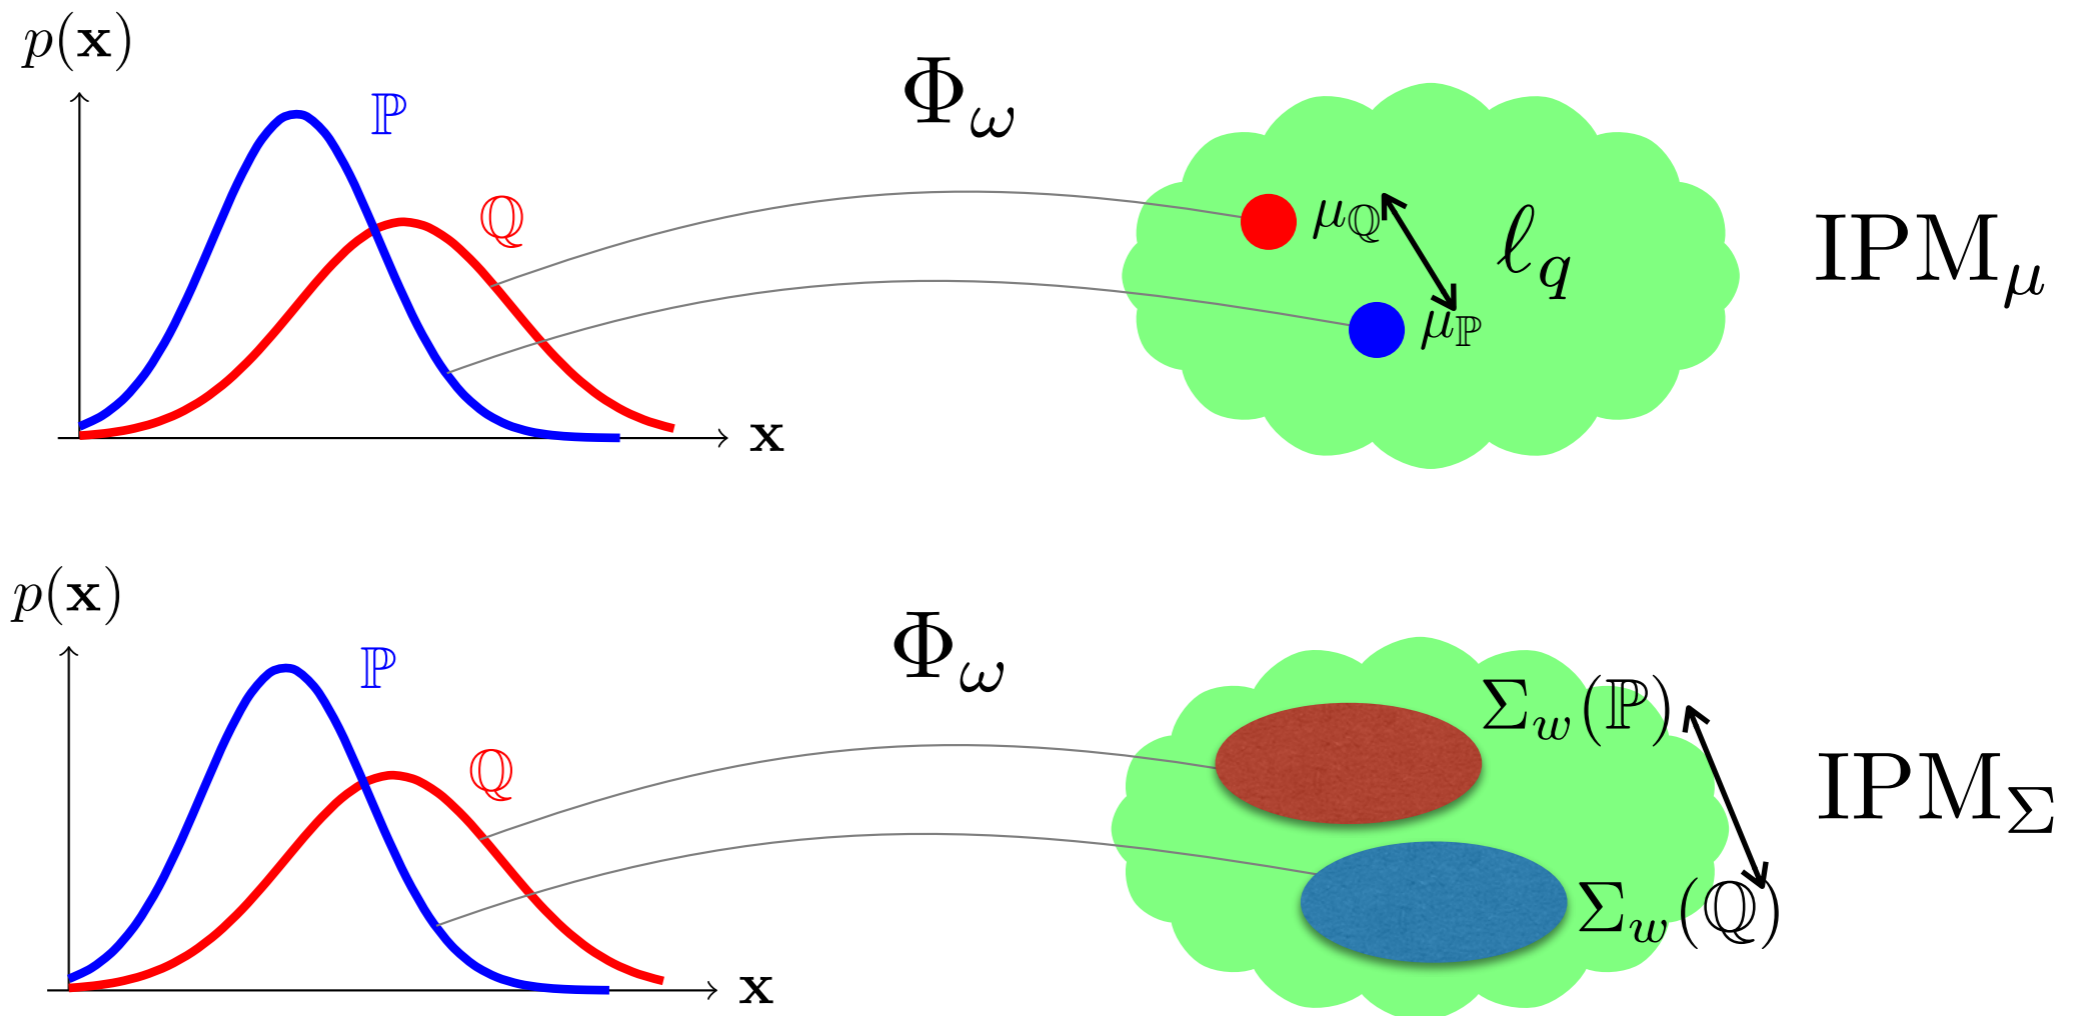 p(x)
ℙ
ℚ
x
Φ_ω
μ_ℚ
μ_ℙ
ℓ_q
IPM_μ
p(x)
ℙ
ℚ
x
Φ_ω
Σ_w(ℙ)
Σ_w(ℚ)
IPM_Σ